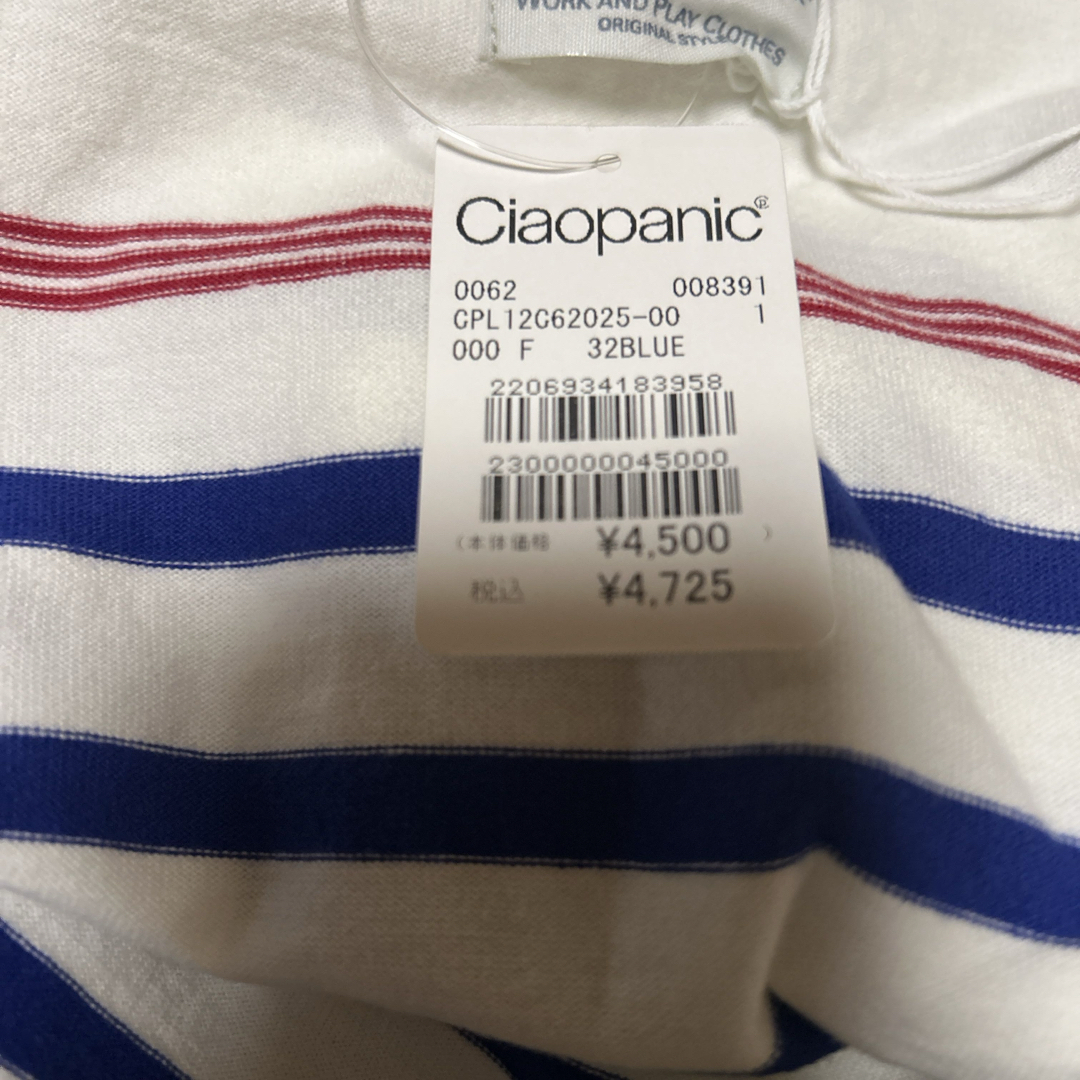 WORK AND PLAY CLOTHES
ORIGINAL STYLE
Ciaopanic®
0062 008391
CPL12C62025-00 1
000 F 32BLUE
2206934183958
2300000045000
(本体価格 ¥4,500 )
税込 ¥4,725